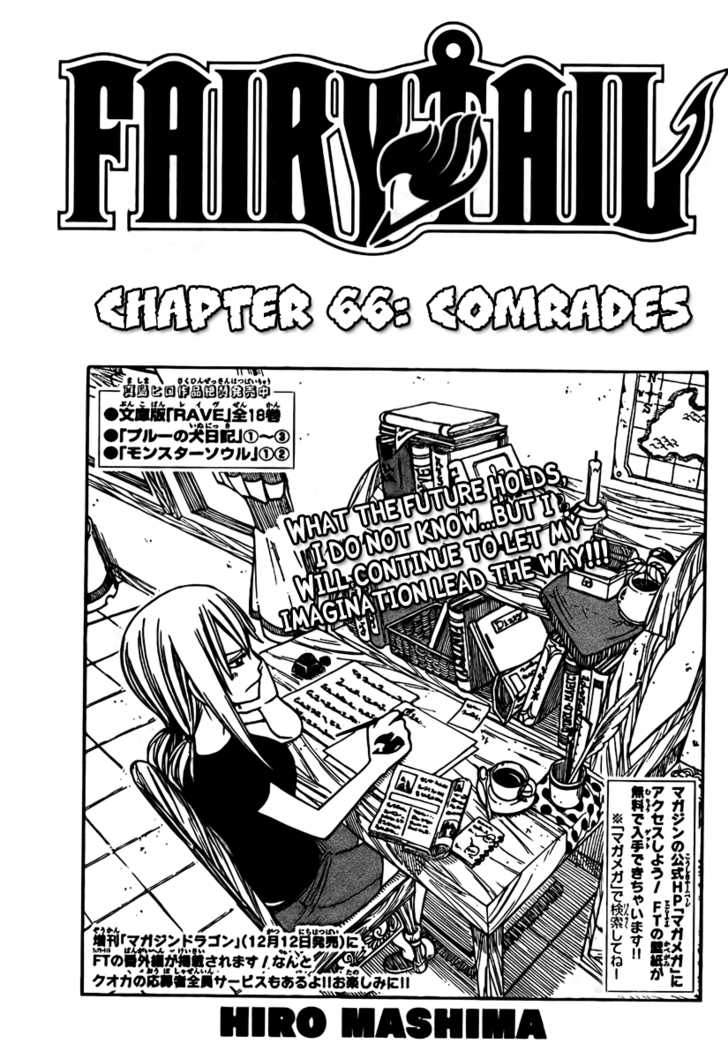 FAIRY TAIL
CHAPTER 66: COMRADES
真島ヒロ作品絶賛発売中
●文庫版「RAVE」全18巻
●「ブルーの犬日記」①〜③
●「モンスターソウル」①②
WHAT THE FUTURE HOLDS,
I DO NOT KNOW...BUT I
WILL CONTINUE TO LET MY
IMAGINATION LEAD THE WAY!!!
Diary
マガジンの公式HP「マガメガ」に
アクセスしよう! FTの壁紙が
無料で入手できちゃいます!!
※「マガメガ」で検索してね!
増刊「マガジンドラゴン」(12月12日発売)に
FTの番外編が掲載されます! なんと
クオカの応募者全員サービスもあるよ!! お楽しみに!!
HIRO MASHIMA